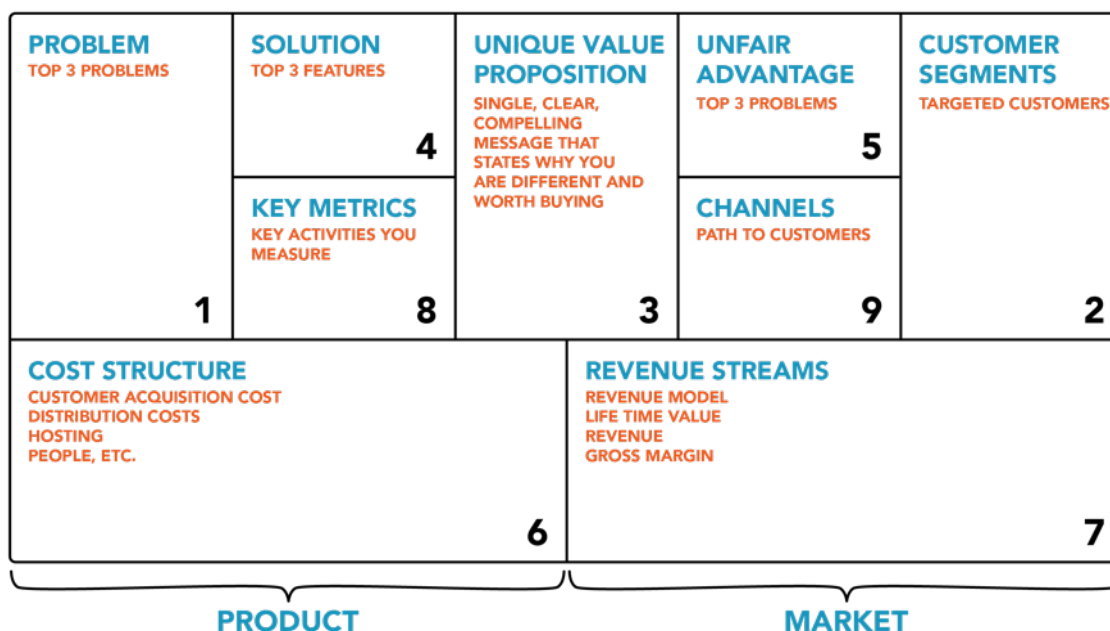 PROBLEM
TOP 3 PROBLEMS
1
SOLUTION
TOP 3 FEATURES
4
KEY METRICS
KEY ACTIVITIES YOU
MEASURE
8
UNIQUE VALUE
PROPOSITION
SINGLE, CLEAR,
COMPELLING
MESSAGE THAT
STATES WHY YOU
ARE DIFFERENT AND
WORTH BUYING
3
UNFAIR
ADVANTAGE
TOP 3 PROBLEMS
5
CHANNELS
PATH TO CUSTOMERS
9
CUSTOMER
SEGMENTS
TARGETED CUSTOMERS
2
COST STRUCTURE
CUSTOMER ACQUISITION COST
DISTRIBUTION COSTS
HOSTING
PEOPLE, ETC.
6
REVENUE STREAMS
REVENUE MODEL
LIFE TIME VALUE
REVENUE
GROSS MARGIN
7
PRODUCT
MARKET